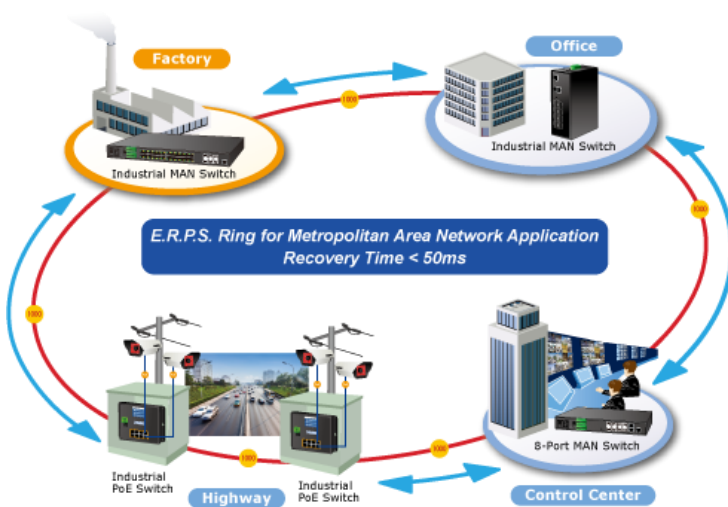 Factory
Office
1000
Industrial MAN Switch
Industrial MAN Switch
1000
E.R.P.S. Ring for Metropolitan Area Network Application
Recovery Time < 50ms
1000
8-Port MAN Switch
1000
1000
Industrial
PoE Switch
Industrial
PoE Switch
Highway
Control Center